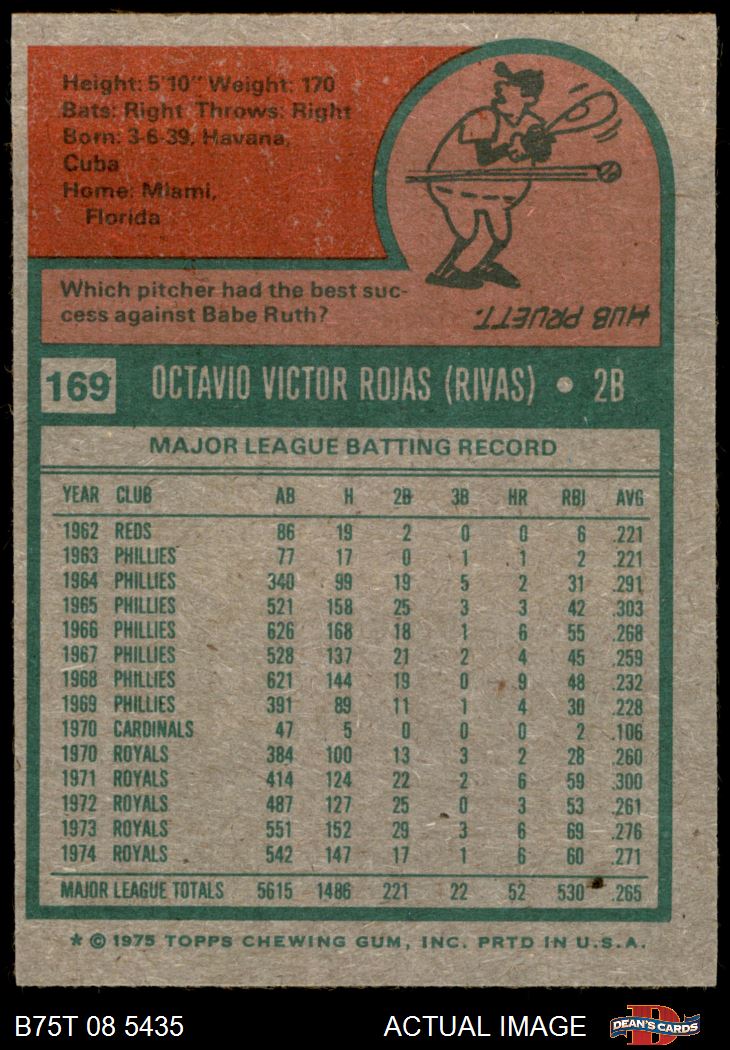 Height: 5'10" Weight: 170
Bats: Right Throws: Right
Born: 3-6-39, Havana,
Cuba
Home: Miami,
Florida
Which pitcher had the best suc-
cess against Babe Ruth?
HUB PRUETT.
169 OCTAVIO VICTOR ROJAS (RIVAS) • 2B
MAJOR LEAGUE BATTING RECORD
YEAR CLUB AB H 2B 3B HR RBI AVG
1962 REDS 86 19 2 0 0 6 .221
1963 PHILLIES 77 17 0 1 1 2 .221
1964 PHILLIES 340 99 19 5 2 31 .291
1965 PHILLIES 521 158 25 3 3 42 .303
1966 PHILLIES 626 168 18 1 6 55 .268
1967 PHILLIES 528 137 21 2 4 45 .259
1968 PHILLIES 621 144 19 0 9 48 .232
1969 PHILLIES 391 89 11 1 4 30 .228
1970 CARDINALS 47 5 0 0 0 2 .106
1970 ROYALS 384 100 13 3 2 28 .260
1971 ROYALS 414 124 22 2 6 59 .300
1972 ROYALS 487 127 25 0 3 53 .261
1973 ROYALS 551 152 29 3 6 69 .276
1974 ROYALS 542 147 17 1 6 60 .271
MAJOR LEAGUE TOTALS 5615 1486 221 22 52 530 .265
* © 1975 TOPPS CHEWING GUM, INC. PRTD IN U.S.A.
B75T 08 5435 ACTUAL IMAGE DEAN'S CARDS